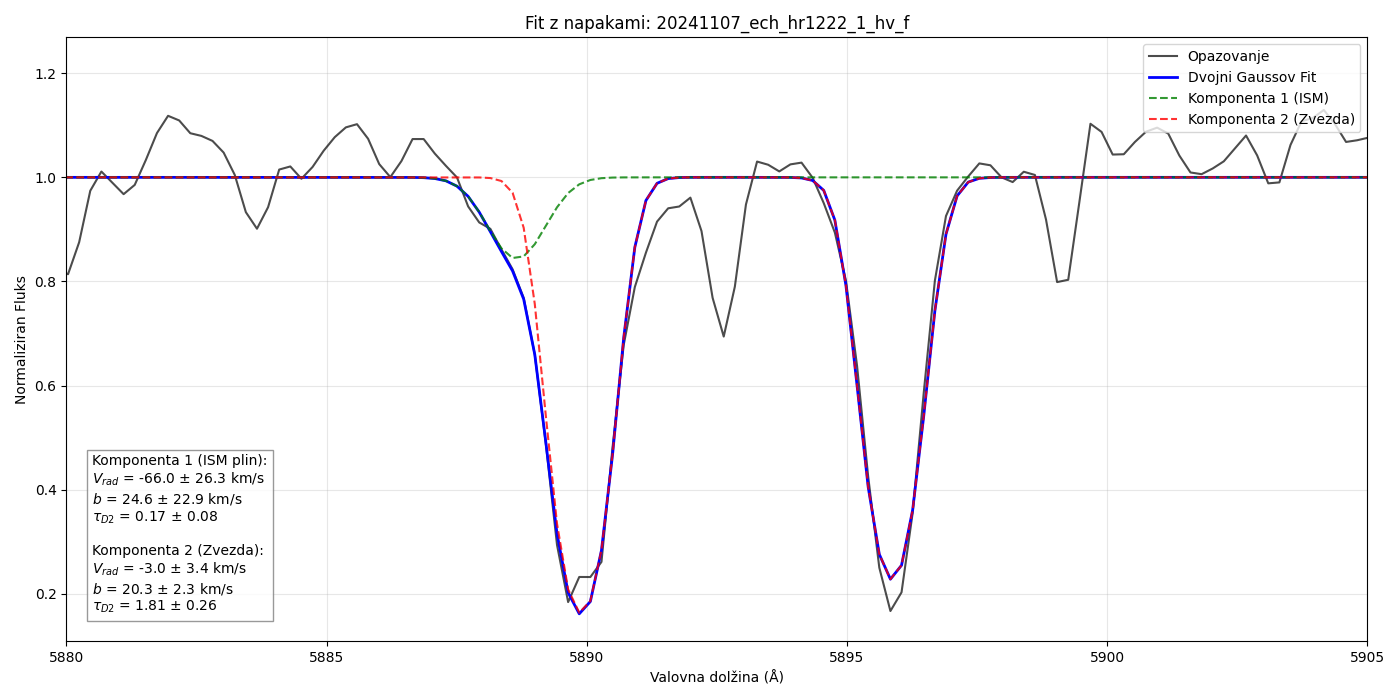 Fit z napakami: 20241107_ech_hr1222_1_hv_f
Opazovanje
Dvojni Gaussov Fit
Komponenta 1 (ISM)
Komponenta 2 (Zvezda)
Normaliziran Fluks
1.2
1.0
0.8
0.6
0.4
0.2
Komponenta 1 (ISM plin):
V_rad = -66.0 ± 26.3 km/s
b = 24.6 ± 22.9 km/s
τ_D2 = 0.17 ± 0.08
Komponenta 2 (Zvezda):
V_rad = -3.0 ± 3.4 km/s
b = 20.3 ± 2.3 km/s
τ_D2 = 1.81 ± 0.26
5880 5885 5890 5895 5900 5905
Valovna dolžina (Å)